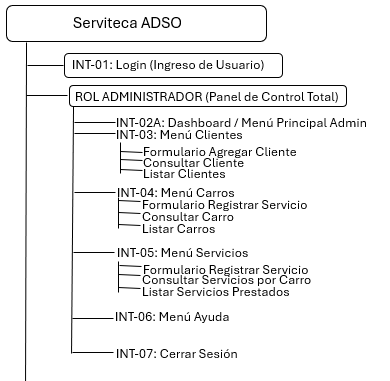 Serviteca ADSO
INT-01: Login (Ingreso de Usuario)
ROL ADMINISTRADOR (Panel de Control Total)
INT-02A: Dashboard / Menú Principal Admin
INT-03: Menú Clientes
Formulario Agregar Cliente
Consultar Cliente
Listar Clientes
INT-04: Menú Carros
Formulario Registrar Servicio
Consultar Carro
Listar Carros
INT-05: Menú Servicios
Formulario Registrar Servicio
Consultar Servicios por Carro
Listar Servicios Prestados
INT-06: Menú Ayuda
INT-07: Cerrar Sesión